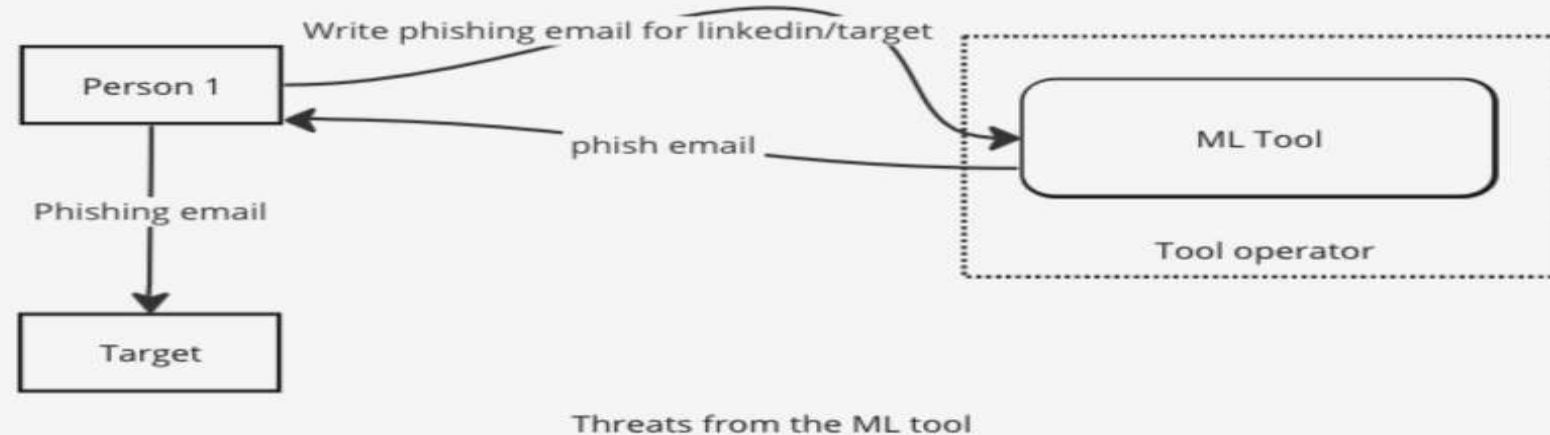 Write phishing email for linkedin/target
Person 1
ML Tool
phish email
Phishing email
Tool operator
Target
Threats from the ML tool